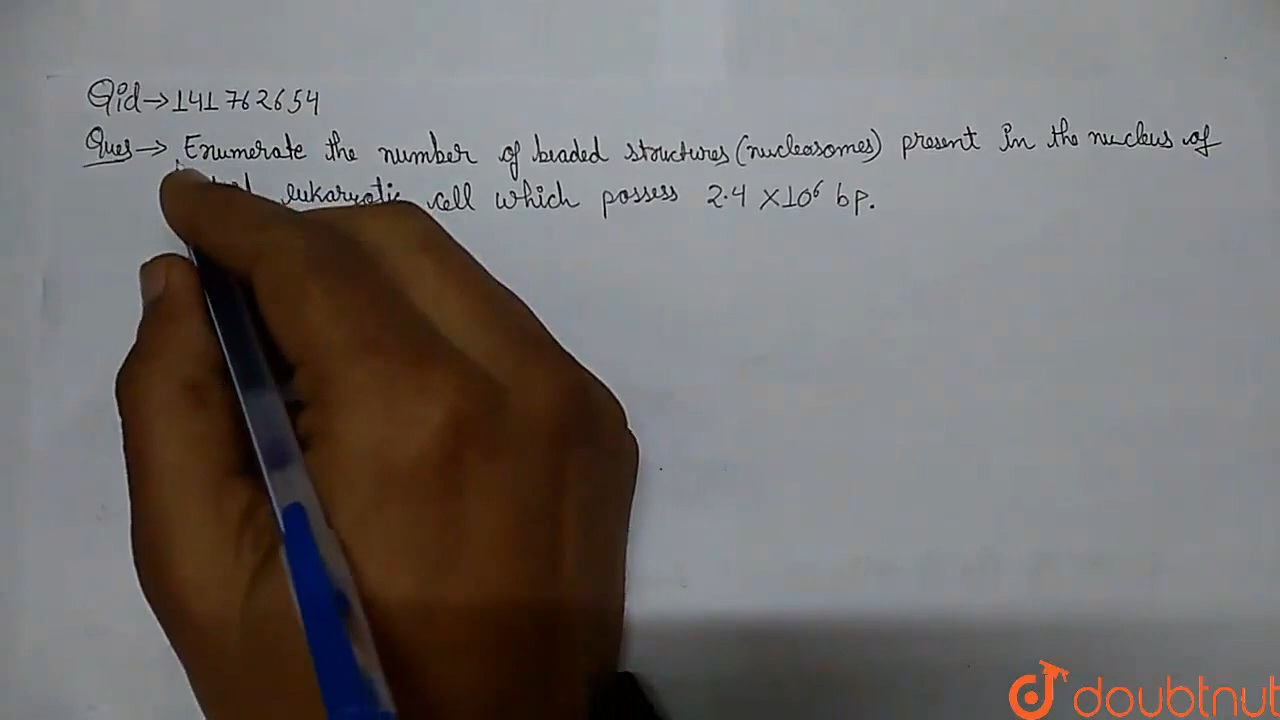 Qid→141762654
Ques→ Enumerate the number of beaded structures (nucleosomes) present in the nucleus of
eukaryotic cell which possess 2.4 ×10⁶ bp.
doubtnut